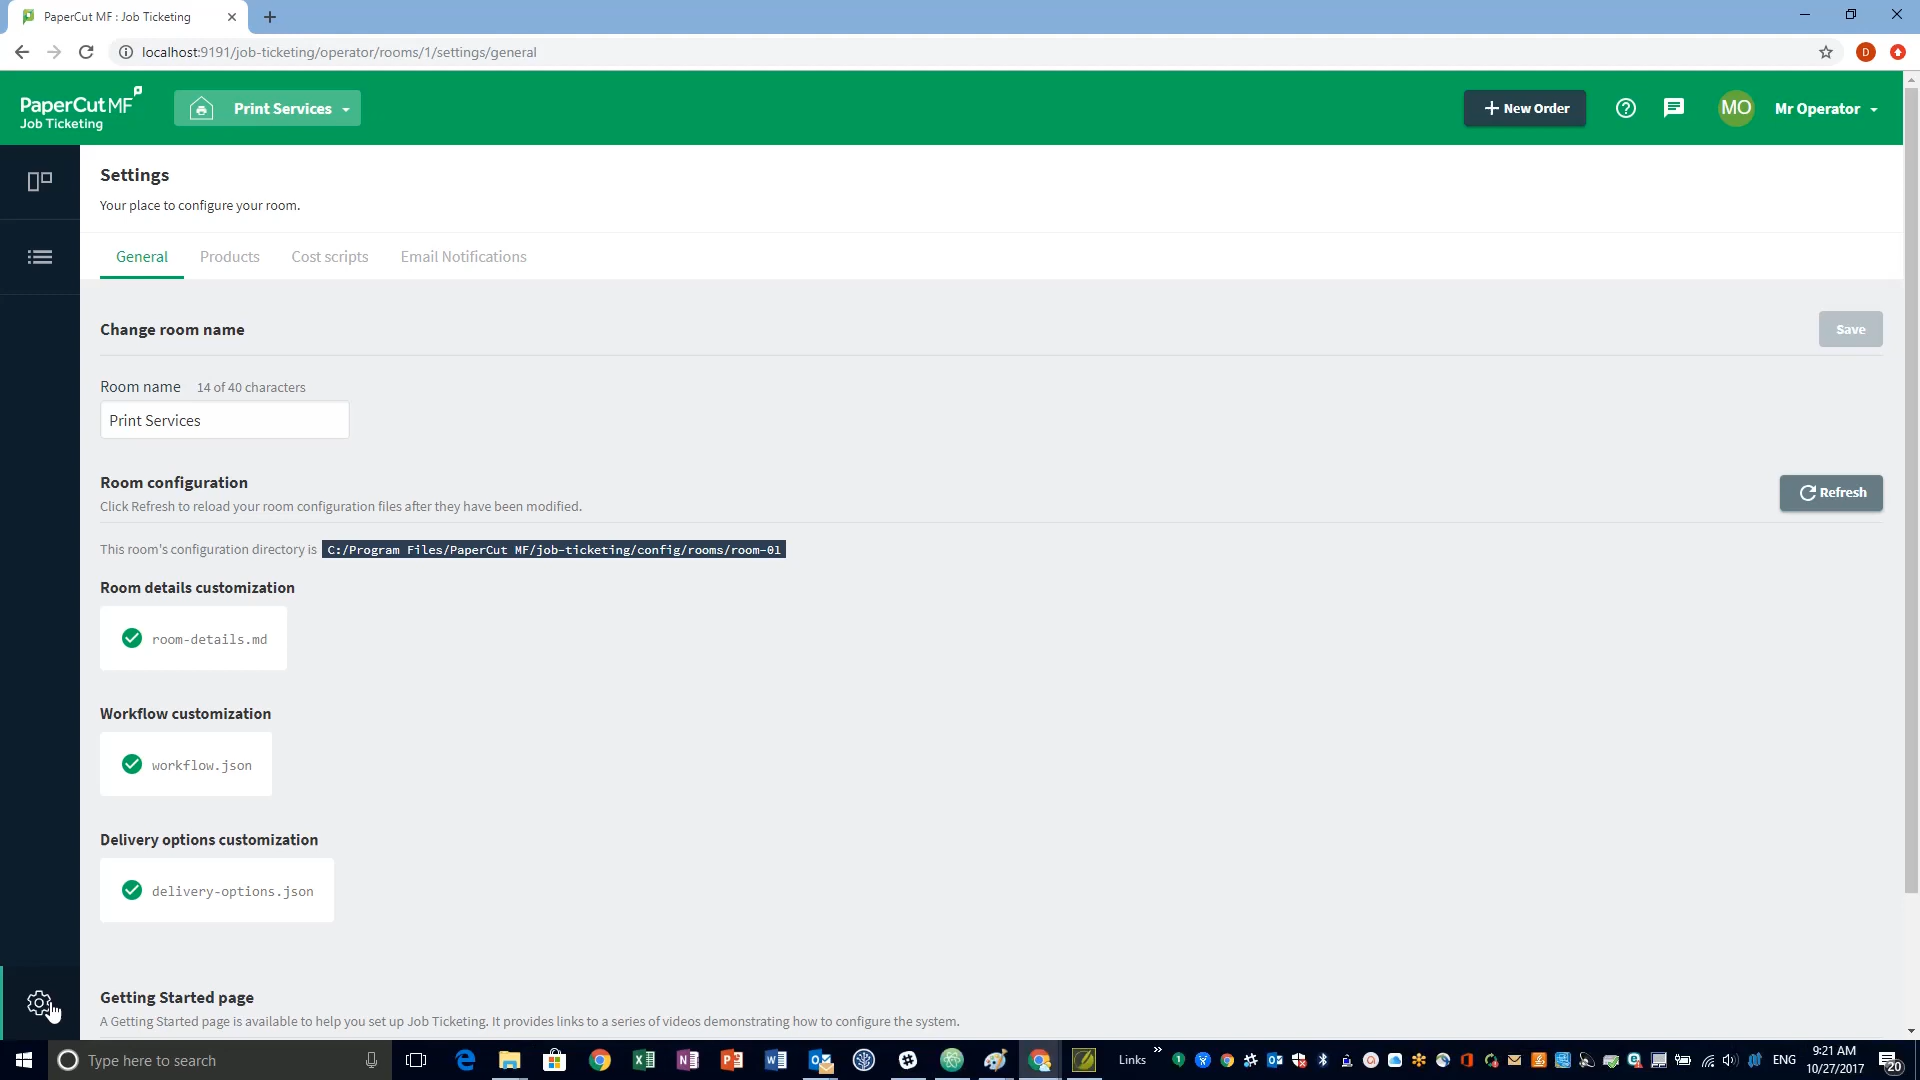 PaperCut MF : Job Ticketing
localhost:9191/job-ticketing/operator/rooms/1/settings/general
D
PaperCut MF
Job Ticketing
Print Services
New Order
MO
Mr Operator
Settings
Your place to configure your room.
General
Products
Cost scripts
Email Notifications
Change room name
Save
Room name
14 of 40 characters
Print Services
Room configuration
Click Refresh to reload your room configuration files after they have been modified.
Refresh
This room's configuration directory is C:/Program Files/PaperCut MF/job-ticketing/config/rooms/room-01
Room details customization
room-details.md
Workflow customization
workflow.json
Delivery options customization
delivery-options.json
Getting Started page
A Getting Started page is available to help you set up Job Ticketing. It provides links to a series of videos demonstrating how to configure the system.
Type here to search
Links
ENG
9:21 AM
10/27/2017
20